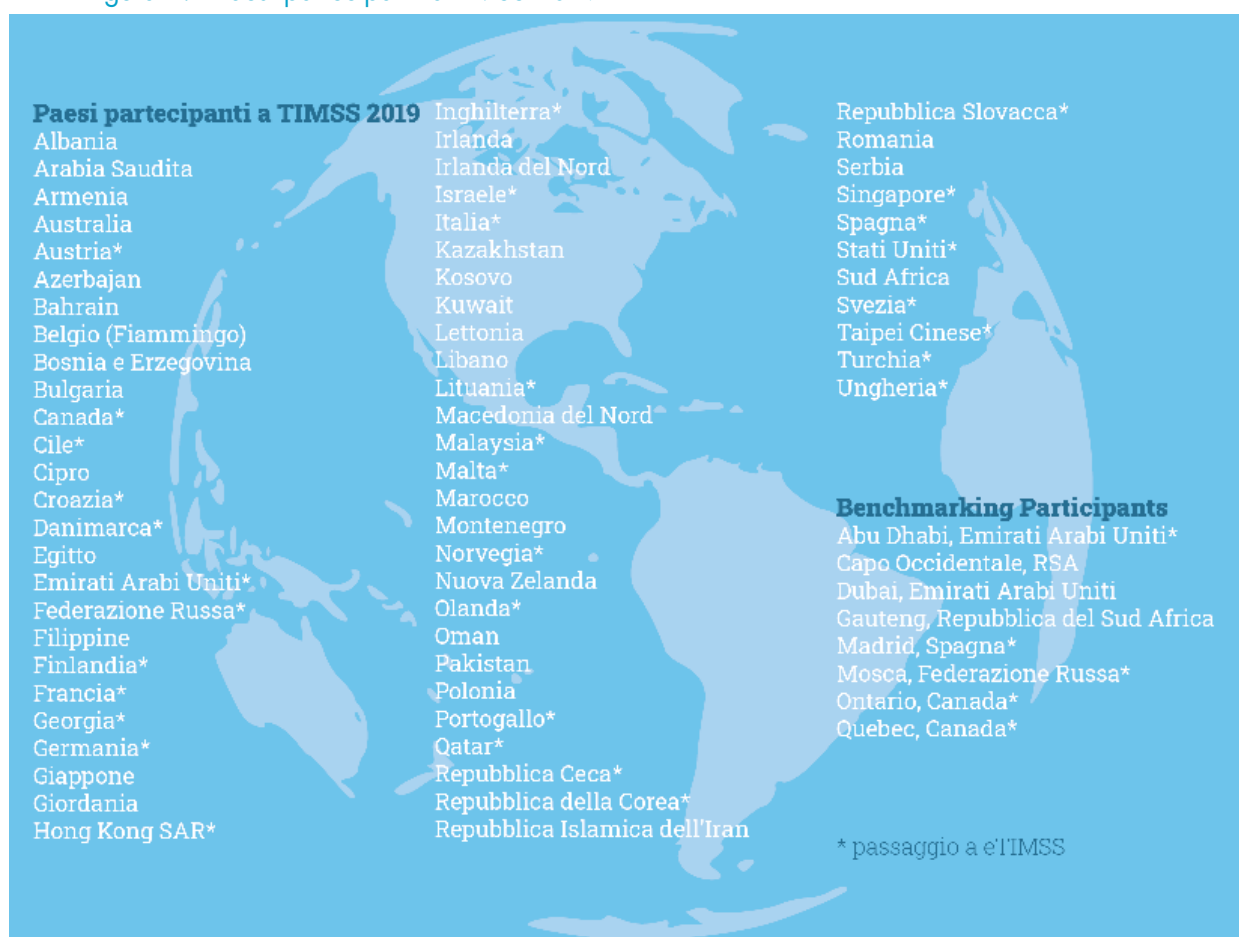 Paesi partecipanti a TIMSS 2019
Albania
Arabia Saudita
Armenia
Australia
Austria*
Azerbajan
Bahrain
Belgio (Fiammingo)
Bosnia e Erzegovina
Bulgaria
Canada*
Cile*
Cipro
Croazia*
Danimarca*
Egitto
Emirati Arabi Uniti*
Federazione Russa*
Filippine
Finlandia*
Francia*
Georgia*
Germania*
Giappone
Giordania
Hong Kong SAR*
Inghilterra*
Irlanda
Irlanda del Nord
Israele*
Italia*
Kazakhstan
Kosovo
Kuwait
Lettonia
Libano
Lituania*
Macedonia del Nord
Malaysia*
Malta*
Marocco
Montenegro
Norvegia*
Nuova Zelanda
Olanda*
Oman
Pakistan
Polonia
Portogallo*
Qatar*
Repubblica Ceca*
Repubblica della Corea*
Repubblica Islamica dell'Iran
Repubblica Slovacca*
Romania
Serbia
Singapore*
Spagna*
Stati Uniti*
Sud Africa
Svezia*
Taipei Cinese*
Turchia*
Ungheria*
Benchmarking Participants
Abu Dhabi, Emirati Arabi Uniti*
Capo Occidentale, RSA
Dubai, Emirati Arabi Uniti
Gauteng, Repubblica del Sud Africa
Madrid, Spagna*
Mosca, Federazione Russa*
Ontario, Canada*
Quebec, Canada*
* passaggio a eTIMSS